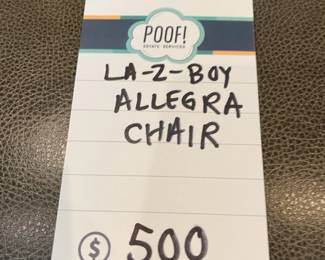 POOF!
ESTATE SERVICES
LA-Z-BOY
ALLEGRA
CHAIR
$ 500